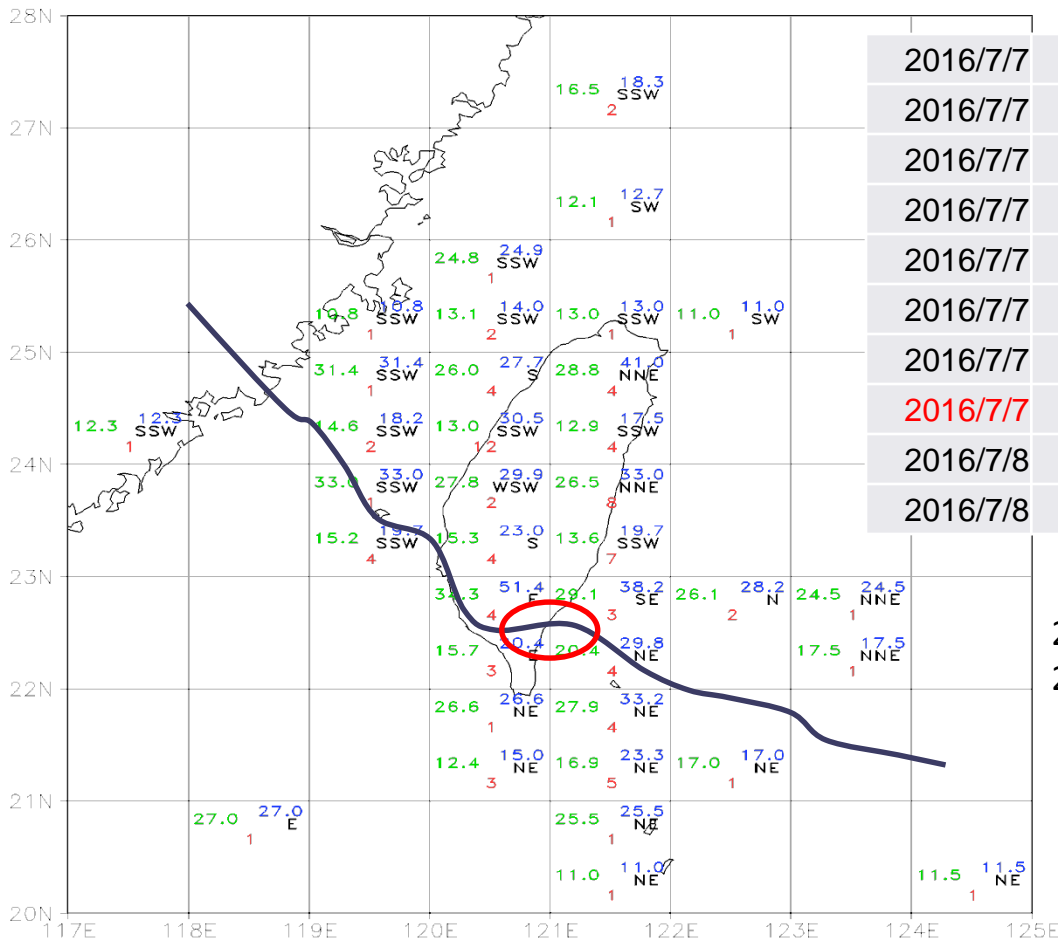 28N
2016/7/7
16.5 18.3 SSW 2
2016/7/7
27N
2016/7/7
12.1 12.7 SW 1
2016/7/7
26N
24.8 24.9 SSW 1
2016/7/7
10.8 10.8 SSW 1
13.1 14.0 SSW 2
13.0 13.0 SSW 1
11.0 11.0 SW 1
2016/7/7
25N
31.4 31.4 SSW 1
26.0 27.7 S 4
28.8 41.0 NNE 4
2016/7/7
12.3 12.3 SSW 1
14.6 18.2 SSW 2
13.0 30.5 SSW 12
12.9 17.5 SSW 4
2016/7/7
24N
33.0 33.0 SSW 1
27.8 29.9 WSW 2
26.5 33.0 NNE 8
2016/7/8
15.2 19.7 SSW 4
15.3 23.0 S 4
13.6 19.7 SSW 7
2016/7/8
23N
51.4 E 4
29.1 38.2 SE 3
26.1 28.2 N 2
24.5 24.5 NNE 1
15.7 20.4 E 3
20.4 29.8 NE 4
17.5 17.5 NNE 1
2
2
22N
26.6 26.6 NE 1
27.9 33.2 NE 4
12.4 15.0 NE 3
16.9 23.3 NE 5
17.0 17.0 NE 1
21N
27.0 27.0 E 1
25.5 25.5 NE 1
11.0 11.0 NE 1
11.5 11.5 NE 1
20N
117E 118E 119E 120E 121E 122E 123E 124E 125E